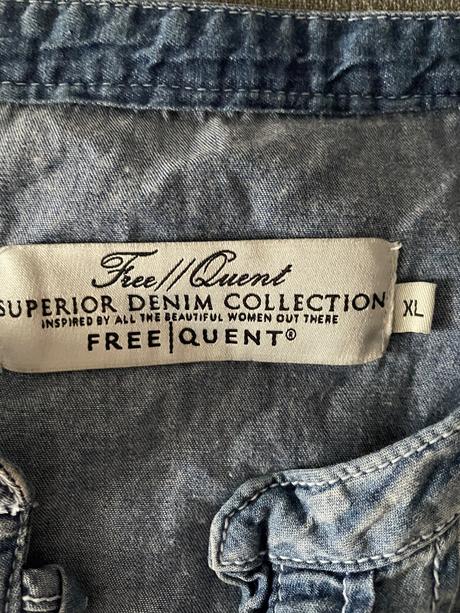 Free//Quent
SUPERIOR DENIM COLLECTION
INSPIRED BY ALL THE BEAUTIFUL WOMEN OUT THERE
FREE|QUENT®
XL